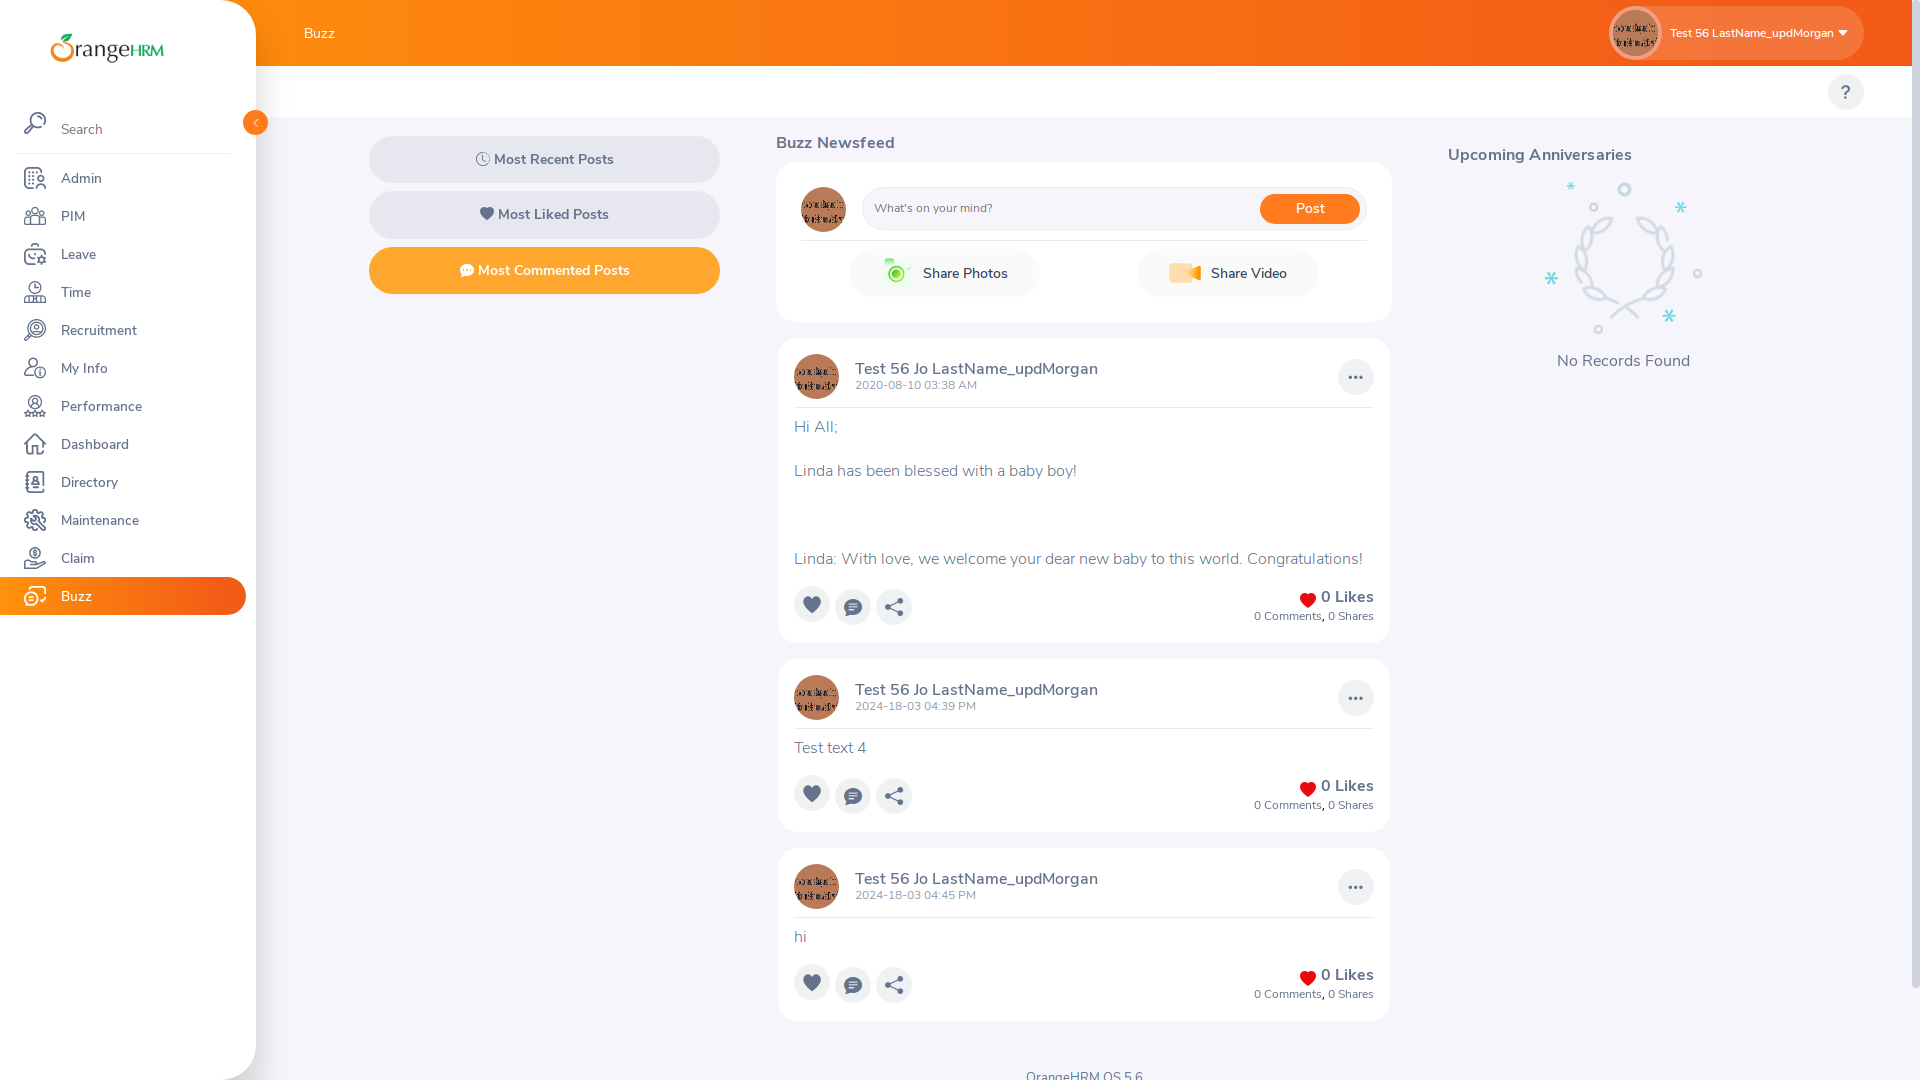 OrangeHRM
Search
Admin
PIM
Leave
Time
Recruitment
My Info
Performance
Dashboard
Directory
Maintenance
Claim
Buzz
Buzz
Test 56 LastName_updMorgan
?
Most Recent Posts
Most Liked Posts
Most Commented Posts
Buzz Newsfeed
What's on your mind?
Post
Share Photos
Share Video
Test 56 Jo LastName_updMorgan
2020-08-10 03:38 AM
Hi All;
Linda has been blessed with a baby boy!
Linda: With love, we welcome your dear new baby to this world. Congratulations!
0 Likes
0 Comments, 0 Shares
Test 56 Jo LastName_updMorgan
2024-18-03 04:39 PM
Test text 4
0 Likes
0 Comments, 0 Shares
Test 56 Jo LastName_updMorgan
2024-18-03 04:45 PM
hi
0 Likes
0 Comments, 0 Shares
Upcoming Anniversaries
No Records Found
OrangeHRM OS 5.6